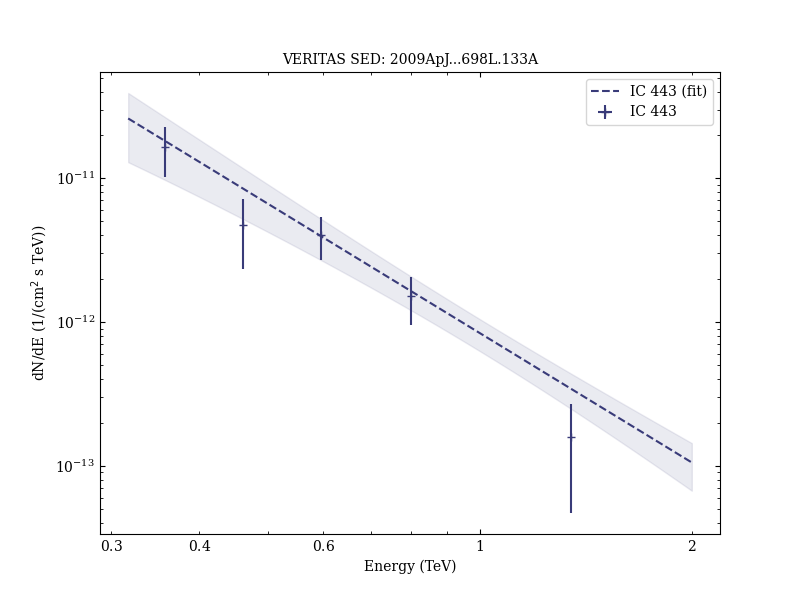 VERITAS SED: 2009ApJ...698L.133A
IC 443 (fit)
IC 443
dN/dE (1/(cm² s TeV))
10⁻¹¹
10⁻¹²
10⁻¹³
0.3 0.4 0.6 1 2
Energy (TeV)